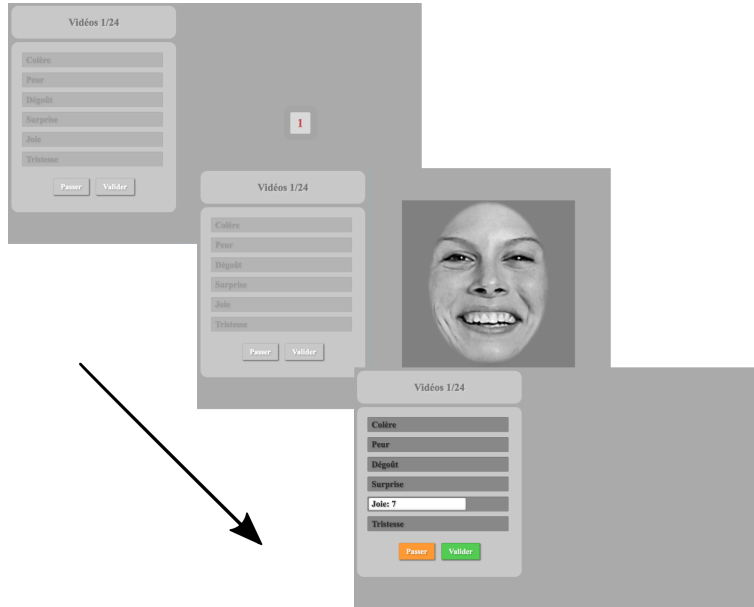 Vidéos 1/24
Colère
Peur
Dégoût
Surprise
Joie
Tristesse
Passer Valider
1
Vidéos 1/24
Colère
Peur
Dégoût
Surprise
Joie
Tristesse
Passer Valider
Vidéos 1/24
Colère
Peur
Dégoût
Surprise
Joie: 7
Tristesse
Passer Valider